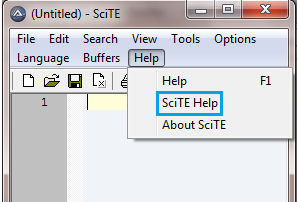 (Untitled) - SciTE
File Edit Search View Tools Options
Language Buffers Help
Help F1
SciTE Help
About SciTE
1